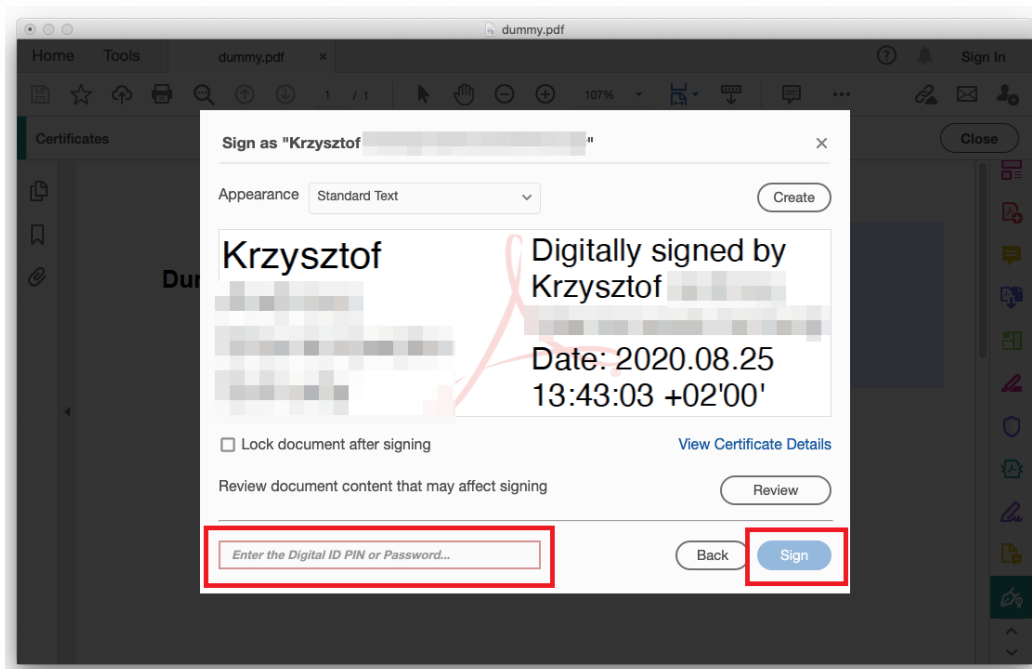 dummy.pdf
Home Tools dummy.pdf × ? Sign In
1 / 1 107%
Certificates Close
Sign as "Krzysztof "
Appearance Standard Text Create
Krzysztof
Digitally signed by
Krzysztof
Date: 2020.08.25
13:43:03 +02'00'
Lock document after signing View Certificate Details
Review document content that may affect signing Review
Enter the Digital ID PIN or Password... Back Sign